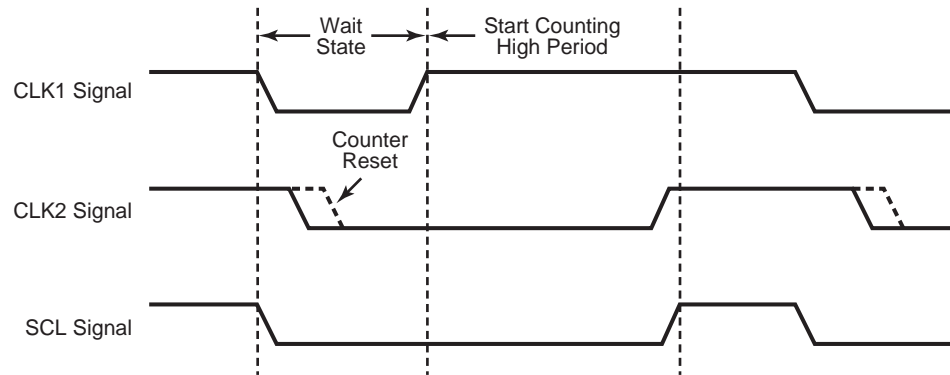 Wait
State
Start Counting
High Period
CLK1 Signal
Counter
Reset
CLK2 Signal
SCL Signal